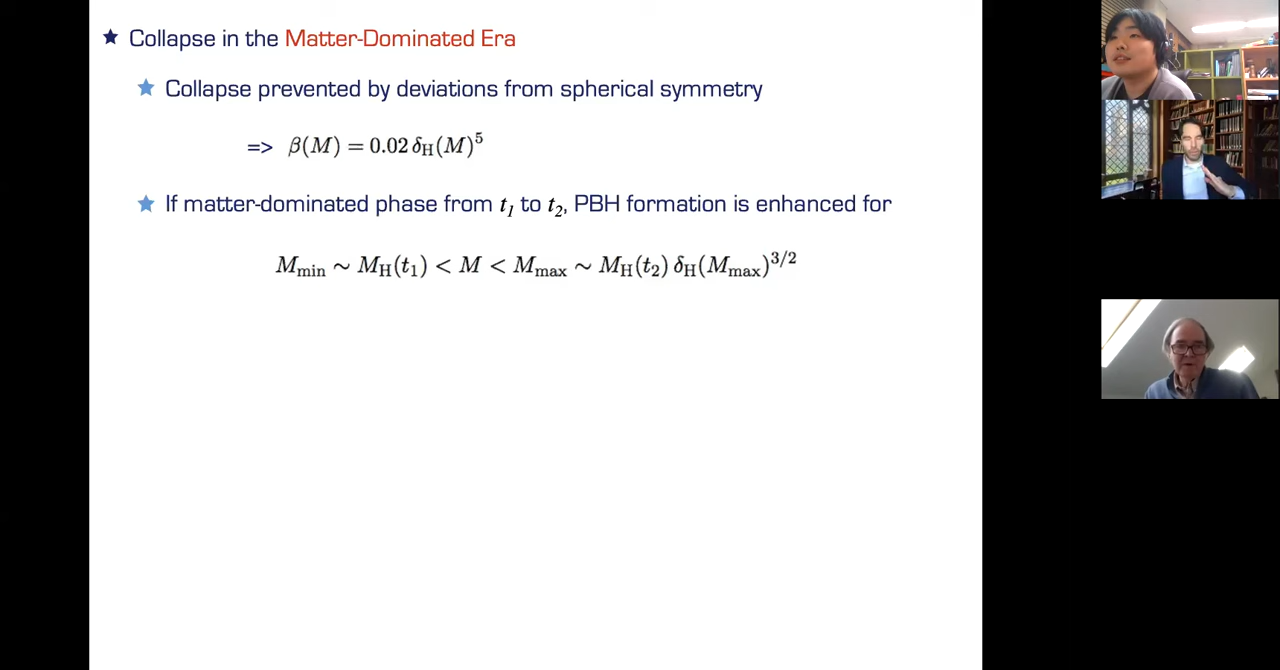 ★ Collapse in the Matter-Dominated Era
★ Collapse prevented by deviations from spherical symmetry
=> β(M) = 0.02 δ_H(M)^5
★ If matter-dominated phase from t_1 to t_2, PBH formation is enhanced for
M_min ~ M_H(t_1) < M < M_max ~ M_H(t_2) δ_H(M_max)^{3/2}